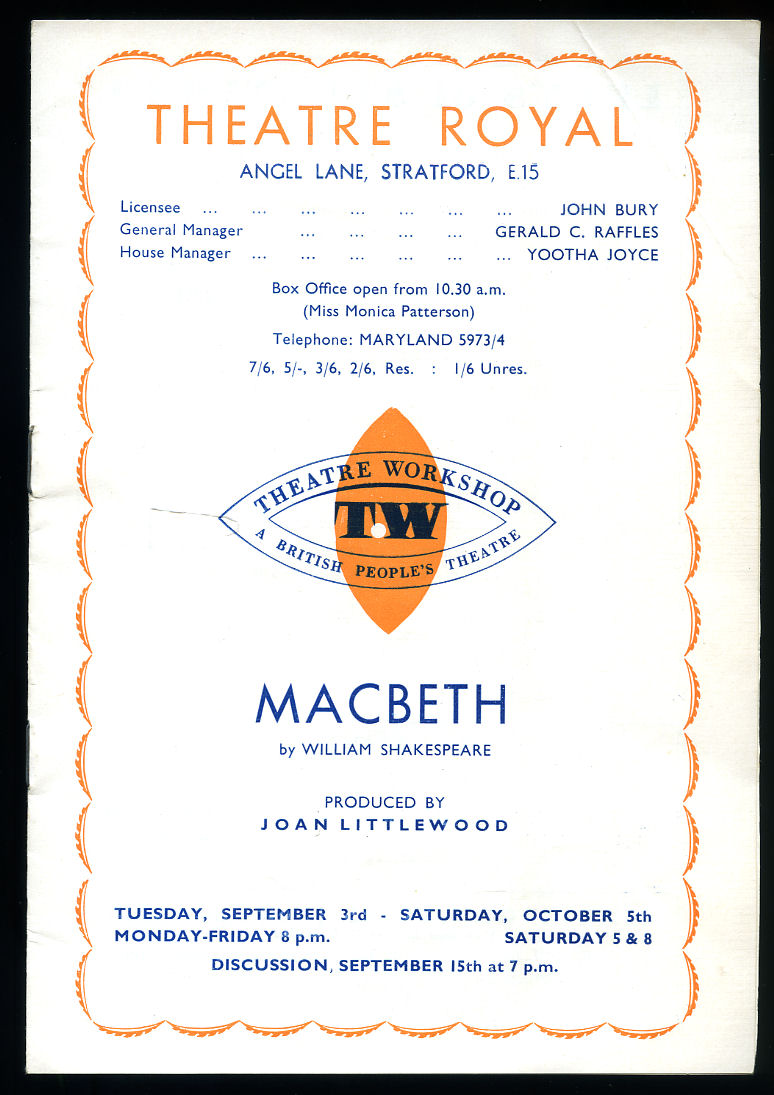 THEATRE ROYAL
ANGEL LANE, STRATFORD, E.15
Licensee ... ... ... ... ... ... ... JOHN BURY
General Manager ... ... ... ... GERALD C. RAFFLES
House Manager ... ... ... ... ... ... YOOTHA JOYCE
Box Office open from 10.30 a.m.
(Miss Monica Patterson)
Telephone: MARYLAND 5973/4
7/6, 5/-, 3/6, 2/6, Res. : 1/6 Unres.
THEATRE WORKSHOP
TW
A BRITISH PEOPLE'S THEATRE
MACBETH
by WILLIAM SHAKESPEARE
PRODUCED BY
JOAN LITTLEWOOD
TUESDAY, SEPTEMBER 3rd - SATURDAY, OCTOBER 5th
MONDAY-FRIDAY 8 p.m. SATURDAY 5 & 8
DISCUSSION, SEPTEMBER 15th at 7 p.m.